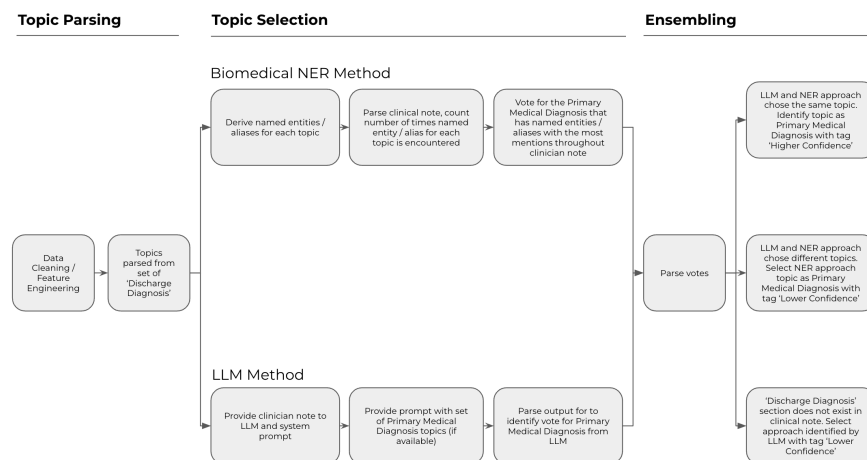 Topic Parsing
Topic Selection
Ensembling
Biomedical NER Method
Derive named entities /
aliases for each topic
Parse clinical note, count
number of times named
entity / alias for each
topic is encountered
Vote for the Primary
Medical Diagnosis that
has named entities /
aliases with the most
mentions throughout
clinician note
LLM and NER approach
chose the same topic.
Identify topic as
Primary Medical
Diagnosis with tag
'Higher Confidence'
Data
Cleaning /
Feature
Engineering
Topics
parsed from
set of
'Discharge
Diagnosis'
Parse votes
LLM and NER approach
chose different topics.
Select NER approach
topic as Primary
Medical Diagnosis with
tag 'Lower Confidence'
LLM Method
Provide clinician note to
LLM and system
prompt
Provide prompt with set
of Primary Medical
Diagnosis topics (if
available)
Parse output for to
identify vote for Primary
Medical Diagnosis from
LLM
'Discharge Diagnosis'
section does not exist in
clinical note. Select
approach identified by
LLM with tag 'Lower
Confidence'